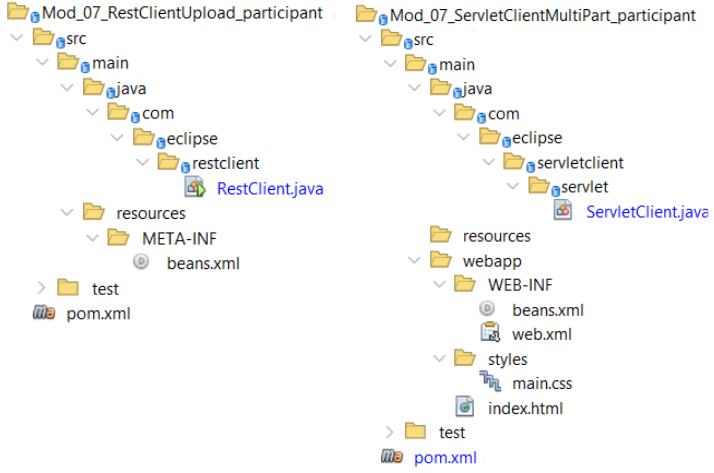 Mod_07_RestClientUpload_participant
src
main
java
com
eclipse
restclient
RestClient.java
resources
META-INF
beans.xml
test
pom.xml
Mod_07_ServletClientMultiPart_participant
src
main
java
com
eclipse
servletclient
servlet
ServletClient.java
resources
webapp
WEB-INF
beans.xml
web.xml
styles
main.css
index.html
test
pom.xml